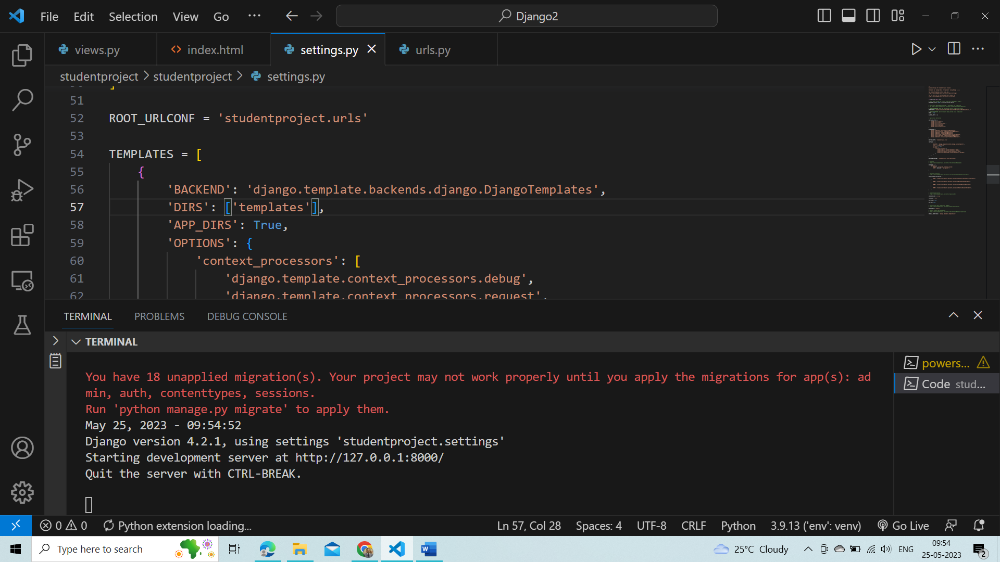 File Edit Selection View Go ··· Django2
views.py index.html settings.py urls.py
studentproject > studentproject > settings.py
51
52 ROOT_URLCONF = 'studentproject.urls'
53
54 TEMPLATES = [
55 {
56 'BACKEND': 'django.template.backends.django.DjangoTemplates',
57 'DIRS': ['templates'],
58 'APP_DIRS': True,
59 'OPTIONS': {
60 'context_processors': [
61 'django.template.context_processors.debug',
62 'django.template.context_processors.request',
TERMINAL PROBLEMS DEBUG CONSOLE
TERMINAL
You have 18 unapplied migration(s). Your project may not work properly until you apply the migrations for app(s): ad
min, auth, contenttypes, sessions.
Run 'python manage.py migrate' to apply them.
May 25, 2023 - 09:54:52
Django version 4.2.1, using settings 'studentproject.settings'
Starting development server at http://127.0.0.1:8000/
Quit the server with CTRL-BREAK.
powers...
Code stud...
0 0 Python extension loading... Ln 57, Col 28 Spaces: 4 UTF-8 CRLF Python 3.9.13 ('env': venv) Go Live
Type here to search 25°C Cloudy ENG 09:54
25-05-2023 2